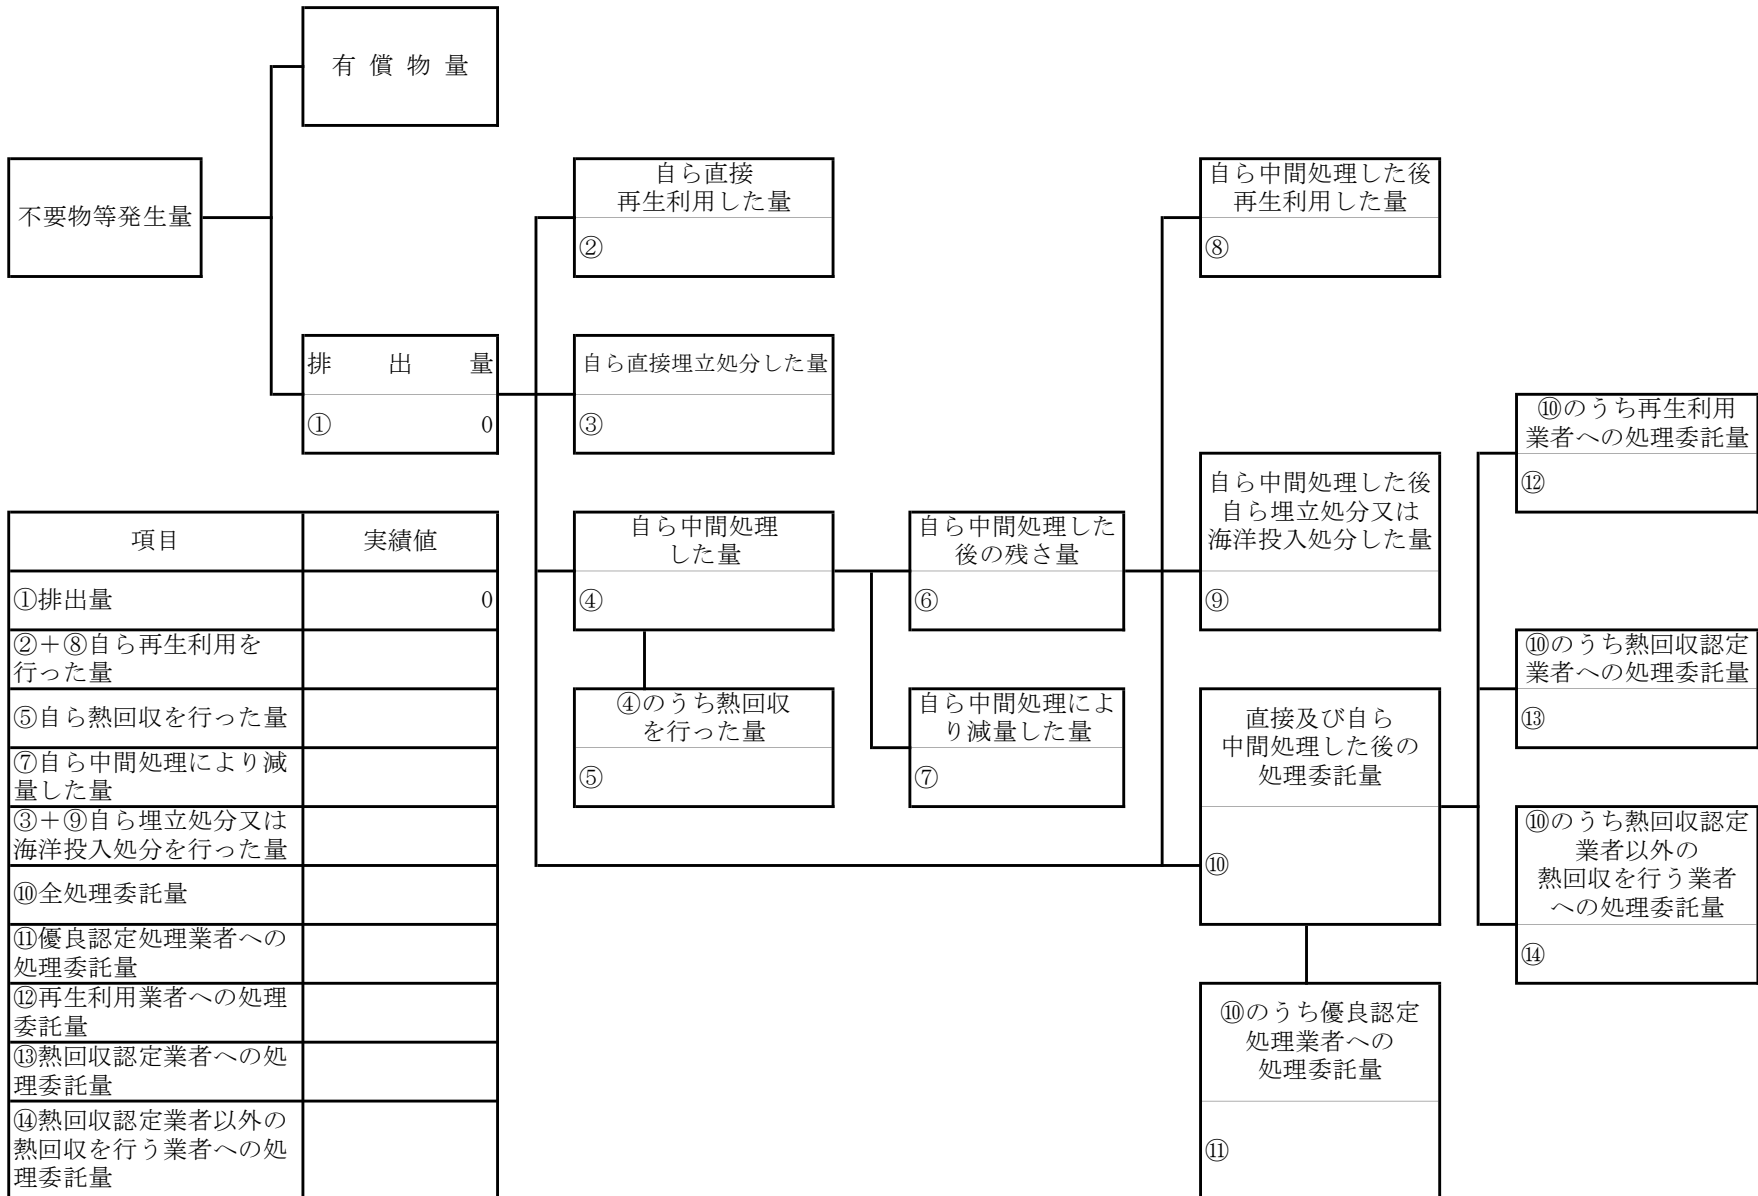 有償物量
不要物等発生量
自ら直接
再生利用した量
②
自ら中間処理した後
再生利用した量
⑧
排出量
① 0
自ら直接埋立処分した量
③
⑩のうち再生利用
業者への処理委託量
⑫
自ら中間処理した後
自ら埋立処分又は
海洋投入処分した量
⑨
自ら中間処理
した量
④
自ら中間処理した
後の残さ量
⑥
⑩のうち熱回収認定
業者への処理委託量
⑬
④のうち熱回収
を行った量
⑤
自ら中間処理によ
り減量した量
⑦
直接及び自ら
中間処理した後の
処理委託量
⑩
⑩のうち熱回収認定
業者以外の
熱回収を行う業者
への処理委託量
⑭
⑩のうち優良認定
処理業者への
処理委託量
⑪
項目 実績値
①排出量 0
②＋⑧自ら再生利用を
行った量
⑤自ら熱回収を行った量
⑦自ら中間処理により減
量した量
③＋⑨自ら埋立処分又は
海洋投入処分を行った量
⑩全処理委託量
⑪優良認定処理業者への
処理委託量
⑫再生利用業者への処理
委託量
⑬熱回収認定業者への処
理委託量
⑭熱回収認定業者以外の
熱回収を行う業者への処
理委託量